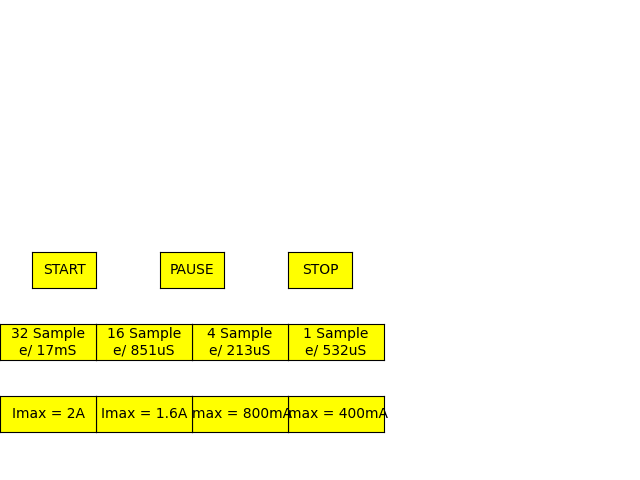 START PAUSE STOP
32 Sample 16 Sample 4 Sample 1 Sample
e/ 17mS e/ 851uS e/ 213uS e/ 532uS
Imax = 2A Imax = 1.6A max = 800mA max = 400mA